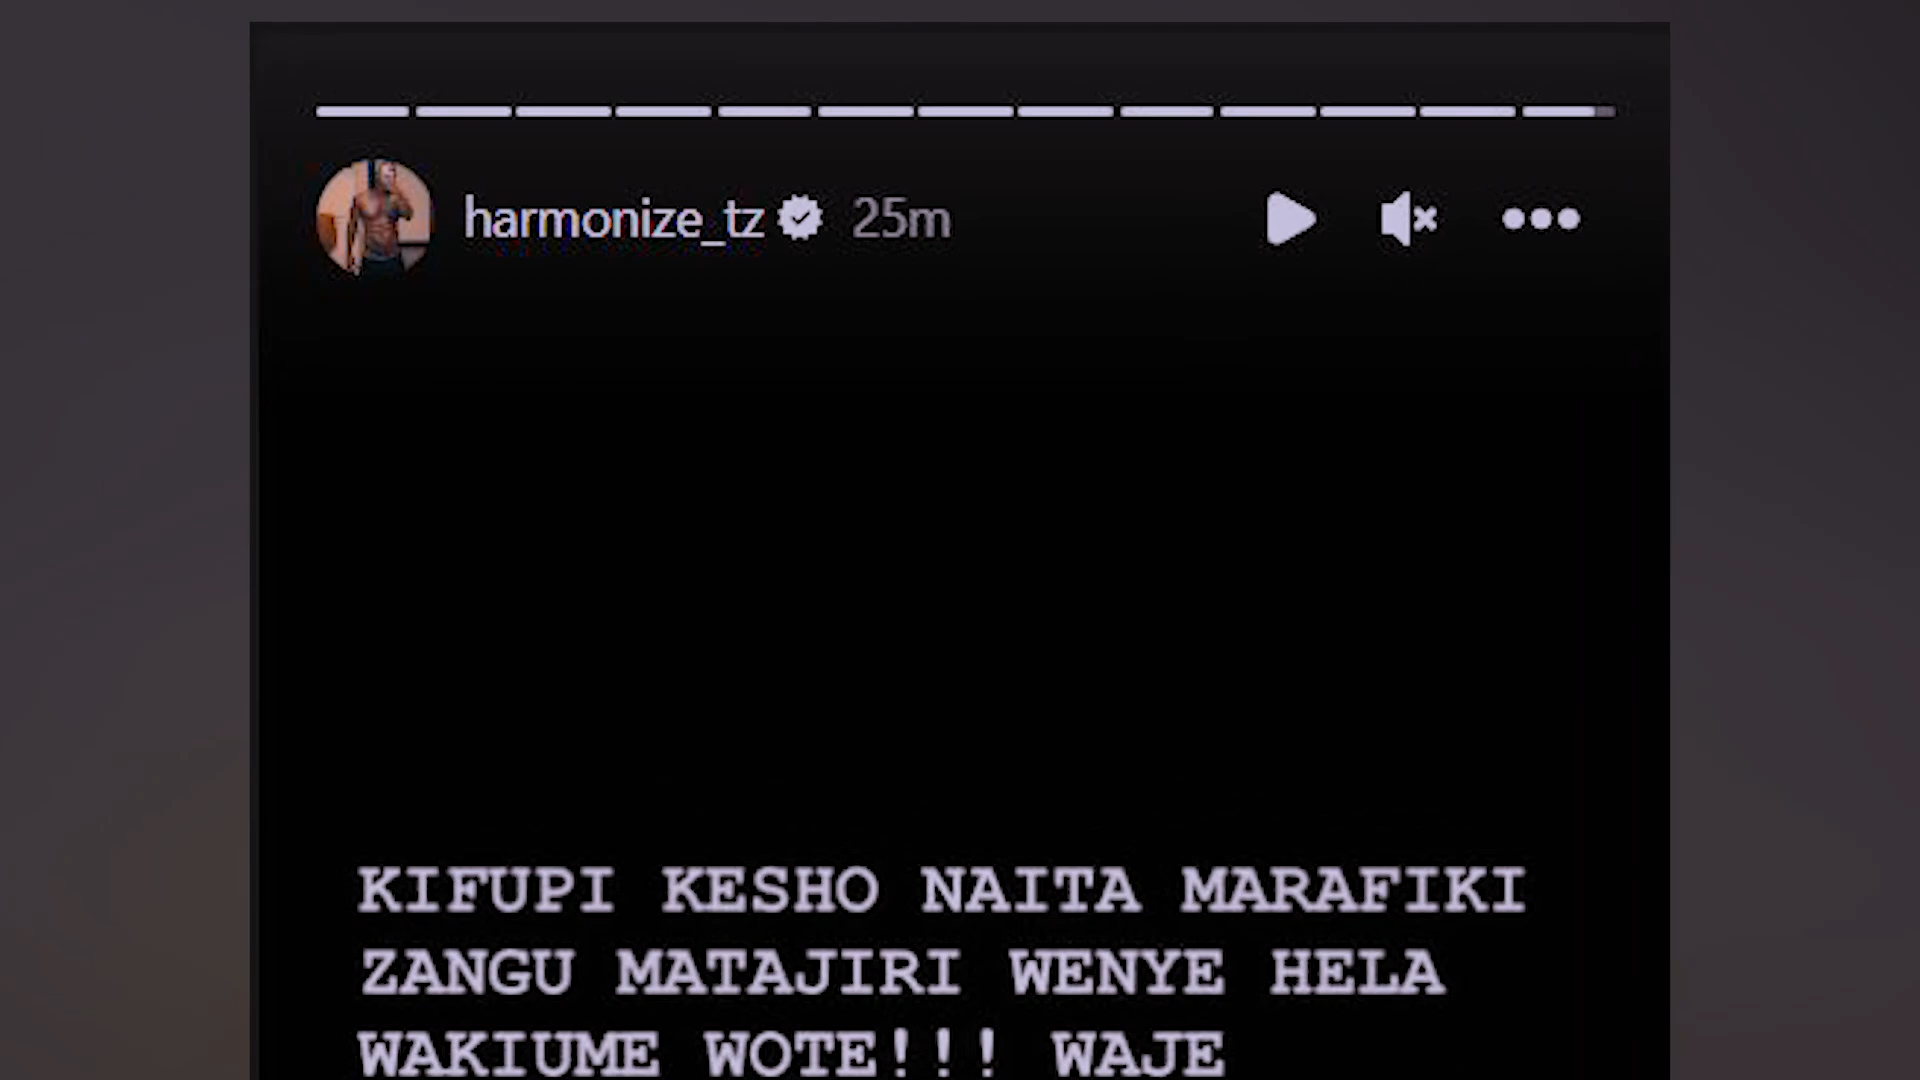 harmonize_tz 25m
KIFUPI KESHO NAITA MARAFIKI
ZANGU MATAJIRI WENYE HELA
WAKIUME WOTE!!! WAJE